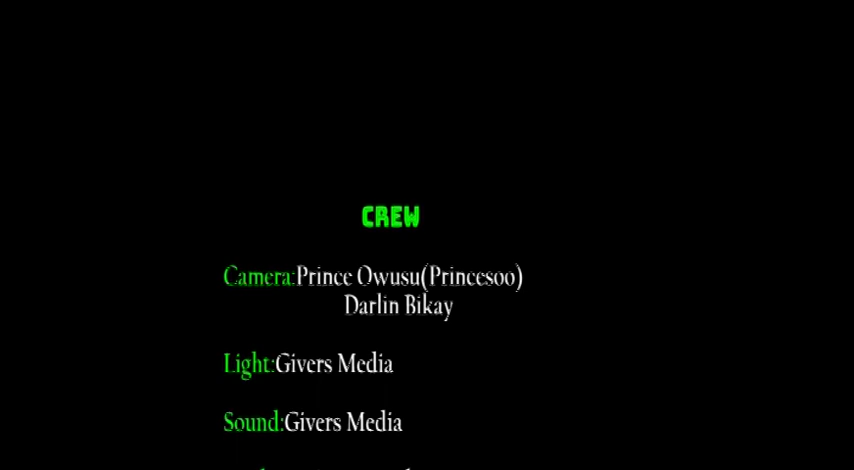 CREW
Camera:Prince Owusu(Princesoo)
Darlin Bikay
Light:Givers Media
Sound:Givers Media